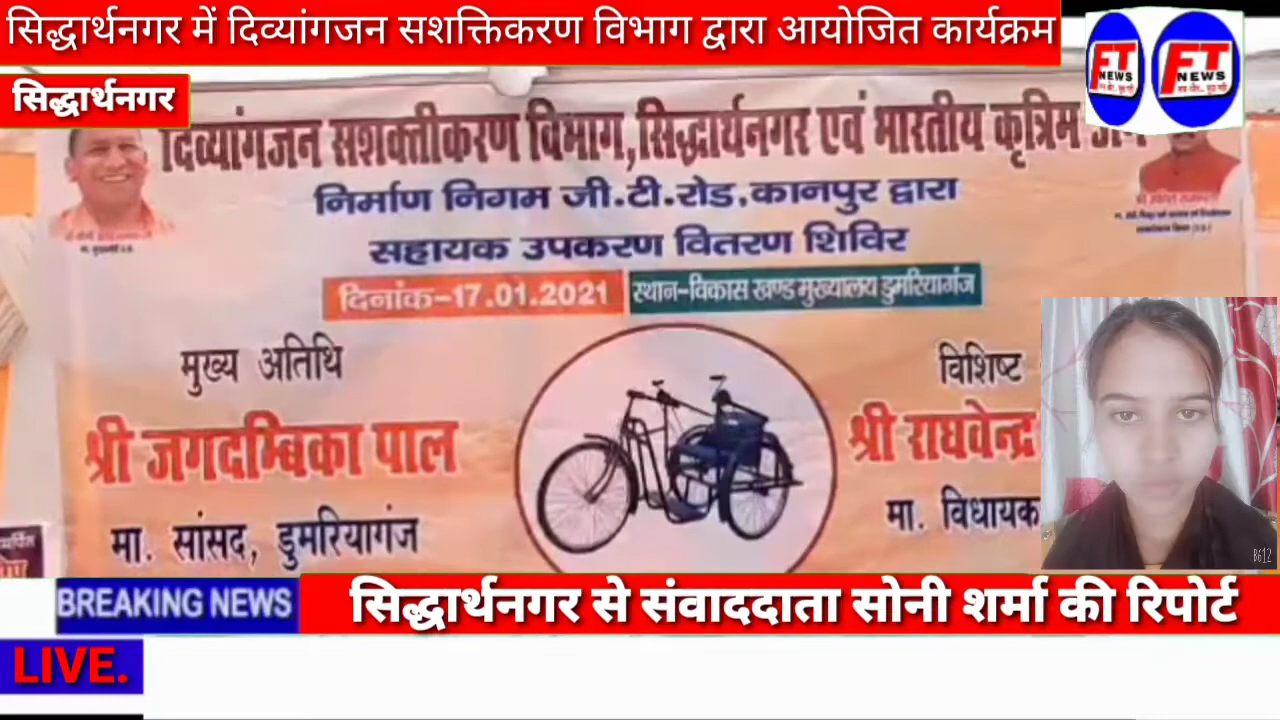 सिद्धार्थनगर में दिव्यांगजन सशक्तिकरण विभाग द्वारा आयोजित कार्यक्रम
FT NEWS
FT NEWS
सिद्धार्थनगर
दिव्यांगजन सशक्तीकरण विभाग,सिद्धार्थनगर एवं भारतीय कृत्रिम
निर्माण निगम जी.टी.रोड,कानपुर द्वारा
सहायक उपकरण वितरण शिविर
दिनांक-17.01.2021 स्थान-विकास खण्ड मुख्यालय डुमरियागंज
मुख्य अतिथि
श्री जगदम्बिका पाल
मा. सांसद, डुमरियागंज
विशिष्ट
श्री राघवेन्द्र
मा. विधायक
B612
BREAKING NEWS
सिद्धार्थनगर से संवाददाता सोनी शर्मा की रिपोर्ट
LIVE.